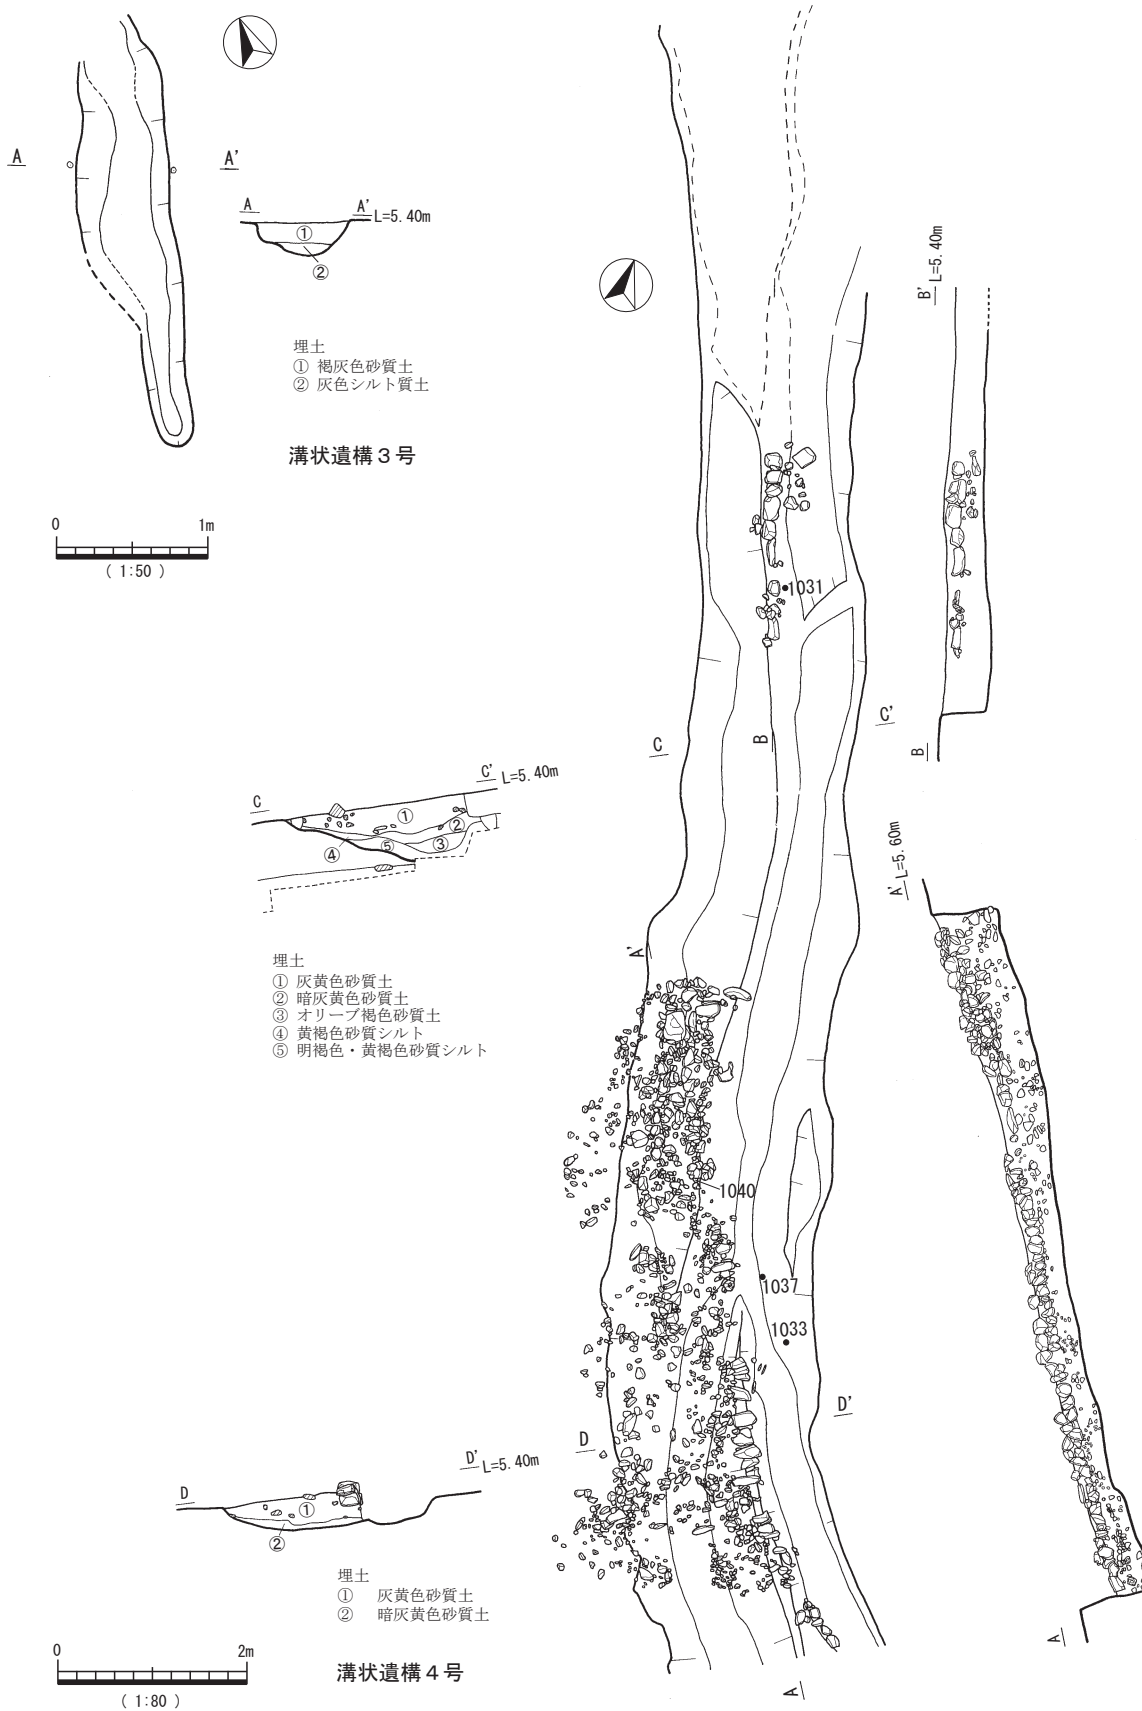 A
A'
A
A'
L=5.40m
①
②
埋土
① 褐灰色砂質土
② 灰色シルト質土
溝状遺構３号
0
1m
( 1:50 )
B'
L=5.40m
1031
C
B
C'
B
C
C'
L=5.40m
①
②
③
④
⑤
埋土
① 灰黄色砂質土
② 暗灰黄色砂質土
③ オリーブ褐色砂質土
④ 黄褐色砂質シルト
⑤ 明褐色・黄褐色砂質シルト
A'
L=5.60m
A'
1040
1037
1033
D
D'
D
D'
L=5.40m
①
②
埋土
① 灰黄色砂質土
② 暗灰黄色砂質土
溝状遺構４号
0
2m
( 1:80 )
A
A